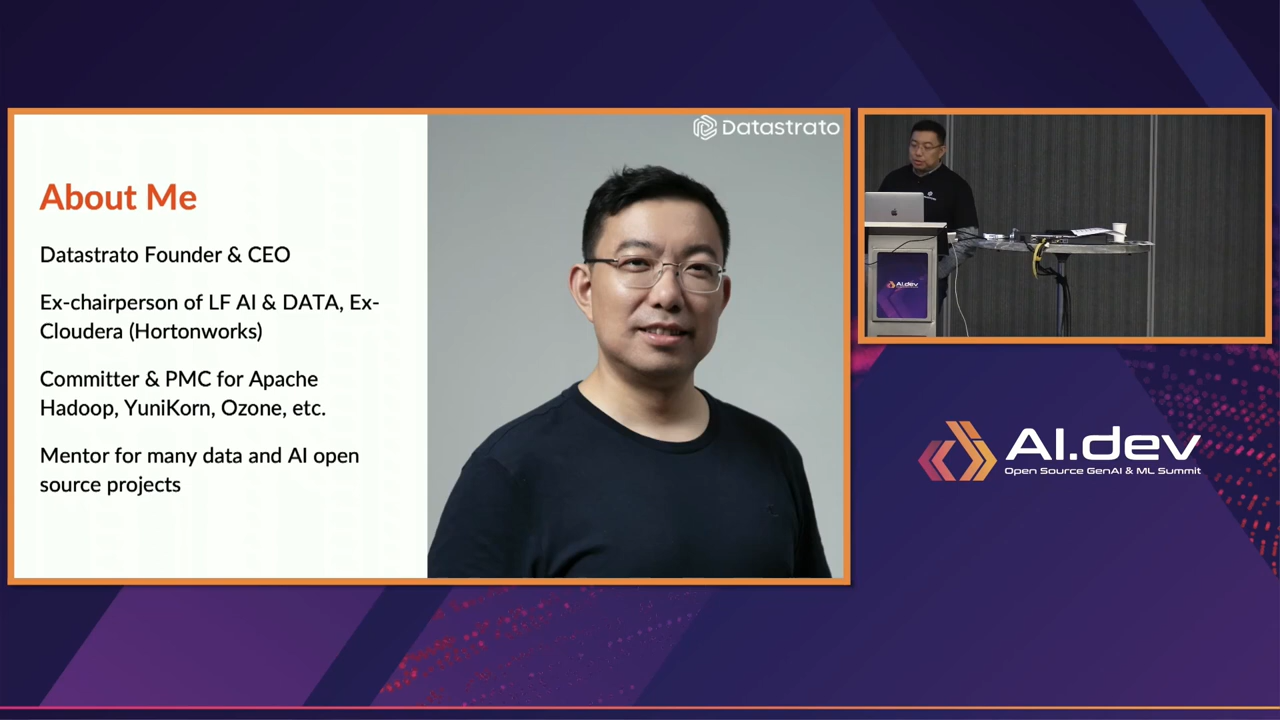 Datastrato
About Me
Datastrato Founder & CEO
Ex-chairperson of LF AI & DATA, Ex-
Cloudera (Hortonworks)
Committer & PMC for Apache
Hadoop, YuniKorn, Ozone, etc.
Mentor for many data and AI open
source projects
AI.dev
AI.dev
Open Source GenAI & ML Summit